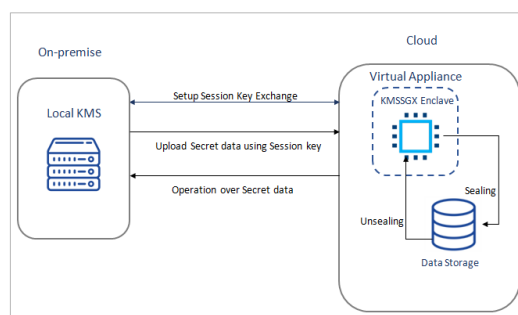 Cloud
On-premise
Virtual Appliance
KMSSGX Enclave
Local KMS
Setup Session Key Exchange
Upload Secret data using Session key
Operation over Secret data
Sealing
Unsealing
Data Storage